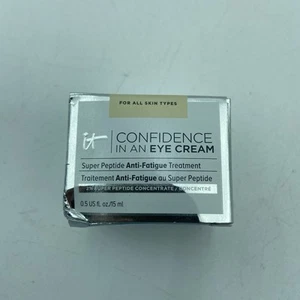 FOR ALL SKIN TYPES
it
CONFIDENCE
IN AN EYE CREAM
Super Peptide Anti-Fatigue Treatment
Traitement Anti-Fatigue au Super Peptide
2% SUPER PEPTIDE CONCENTRATE / CONCENTRÉ
0.5 US fl. oz./15 ml